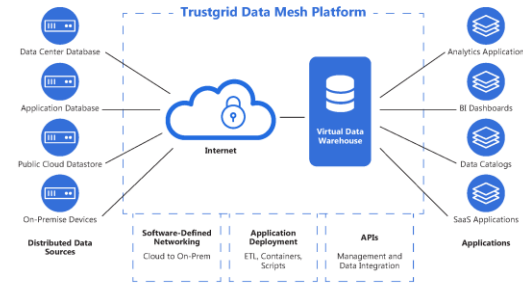 Trustgrid Data Mesh Platform
Data Center Database
Application Database
Public Cloud Datastore
On-Premise Devices
Distributed Data
Sources
Internet
Virtual Data
Warehouse
Analytics Application
BI Dashboards
Data Catalogs
SaaS Applications
Applications
Software-Defined
Networking
Cloud to On-Prem
Application
Deployment
ETL, Containers,
Scripts
APIs
Management and
Data Integration